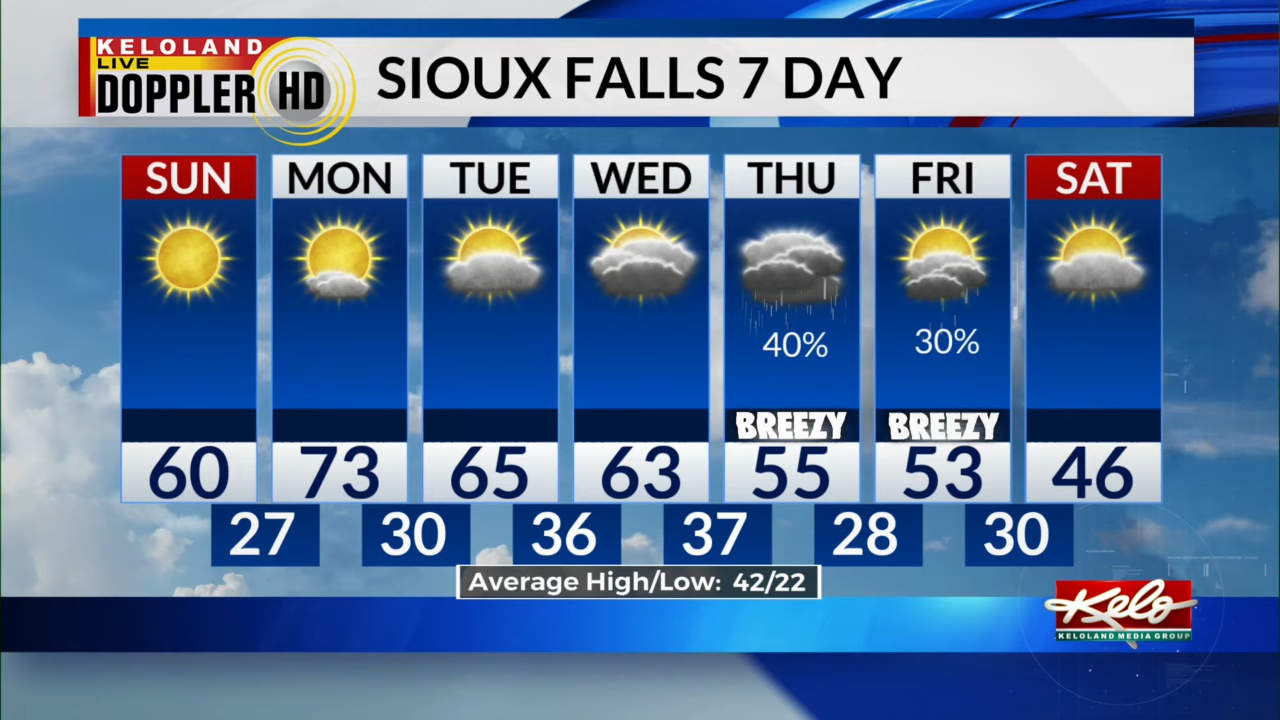 KELOLAND
LIVE
DOPPLER HD
SIOUX FALLS 7 DAY
SUN MON TUE WED THU FRI SAT
40% 30%
BREEZY BREEZY
60 73 65 63 55 53 46
27 30 36 37 28 30
Average High/Low: 42/22
Kelo
KELOLAND MEDIA GROUP